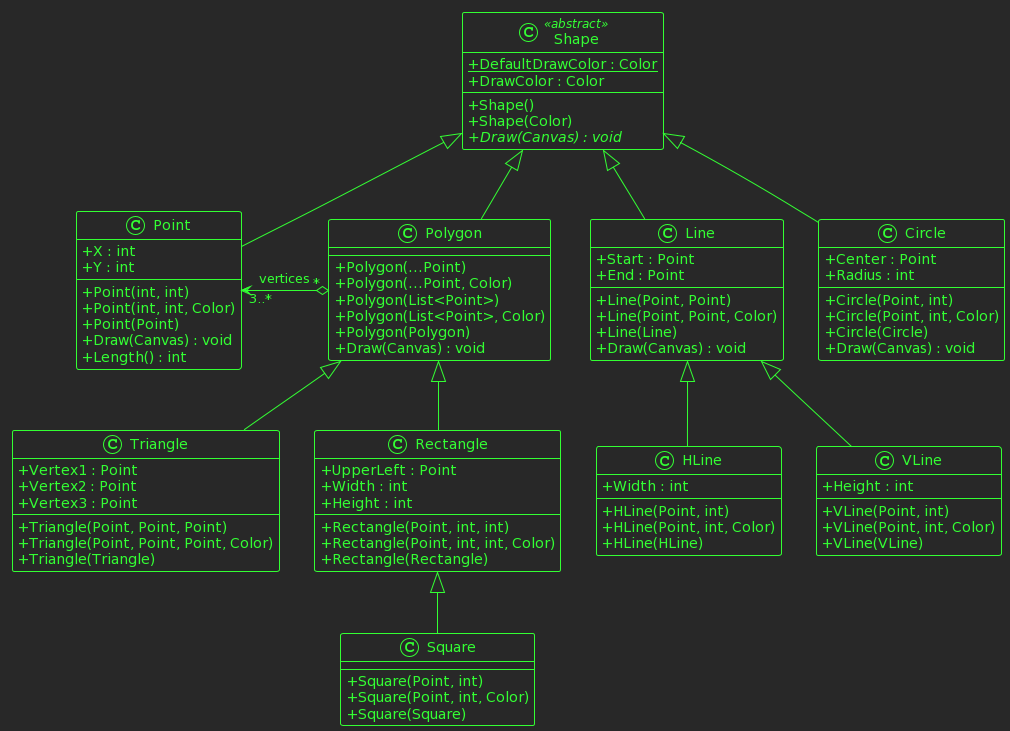 C «abstract»
Shape
+DefaultDrawColor : Color
+DrawColor : Color
+Shape()
+Shape(Color)
+Draw(Canvas) : void
C Point
+X : int
+Y : int
+Point(int, int)
+Point(int, int, Color)
+Point(Point)
+Draw(Canvas) : void
+Length() : int
vertices *
3..*
C Polygon
+Polygon(...Point)
+Polygon(...Point, Color)
+Polygon(List<Point>)
+Polygon(List<Point>, Color)
+Polygon(Polygon)
+Draw(Canvas) : void
C Line
+Start : Point
+End : Point
+Line(Point, Point)
+Line(Point, Point, Color)
+Line(Line)
+Draw(Canvas) : void
C Circle
+Center : Point
+Radius : int
+Circle(Point, int)
+Circle(Point, int, Color)
+Circle(Circle)
+Draw(Canvas) : void
C Triangle
+Vertex1 : Point
+Vertex2 : Point
+Vertex3 : Point
+Triangle(Point, Point, Point)
+Triangle(Point, Point, Point, Color)
+Triangle(Triangle)
C Rectangle
+UpperLeft : Point
+Width : int
+Height : int
+Rectangle(Point, int, int)
+Rectangle(Point, int, int, Color)
+Rectangle(Rectangle)
C HLine
+Width : int
+HLine(Point, int)
+HLine(Point, int, Color)
+HLine(HLine)
C VLine
+Height : int
+VLine(Point, int)
+VLine(Point, int, Color)
+VLine(VLine)
C Square
+Square(Point, int)
+Square(Point, int, Color)
+Square(Square)